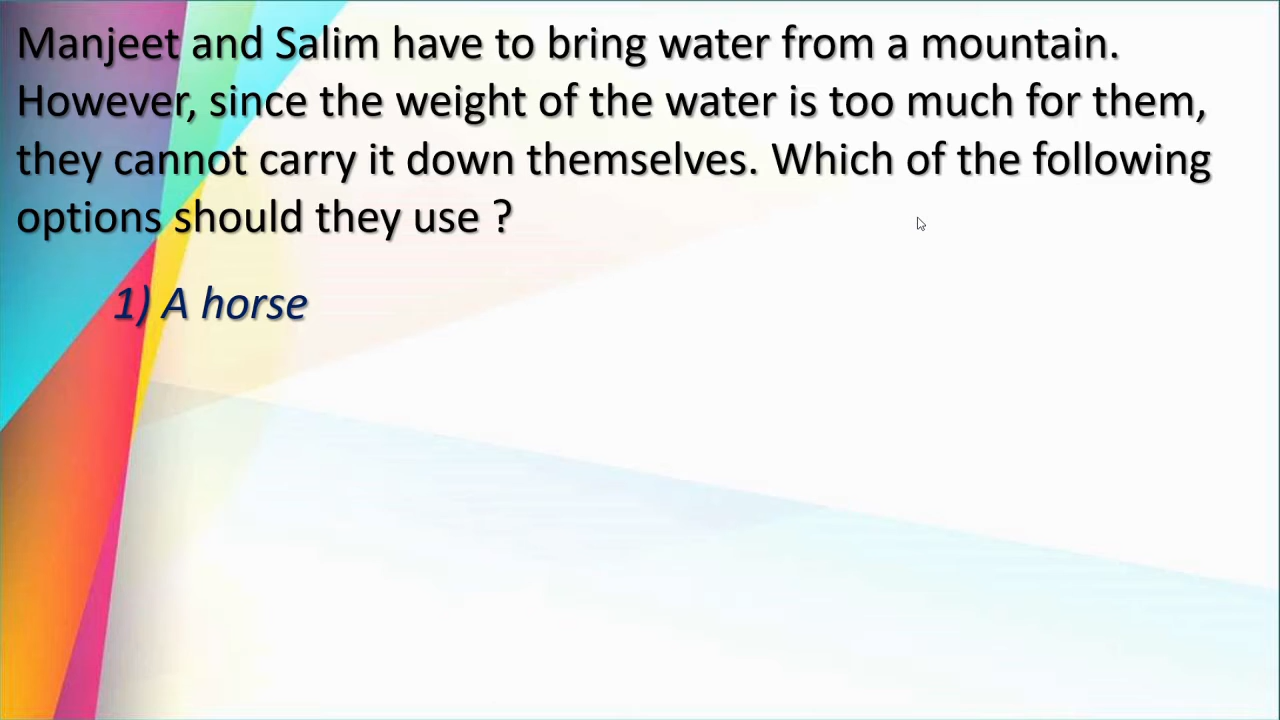 Manjeet and Salim have to bring water from a mountain.
However, since the weight of the water is too much for them,
they cannot carry it down themselves. Which of the following
options should they use ?
1) A horse